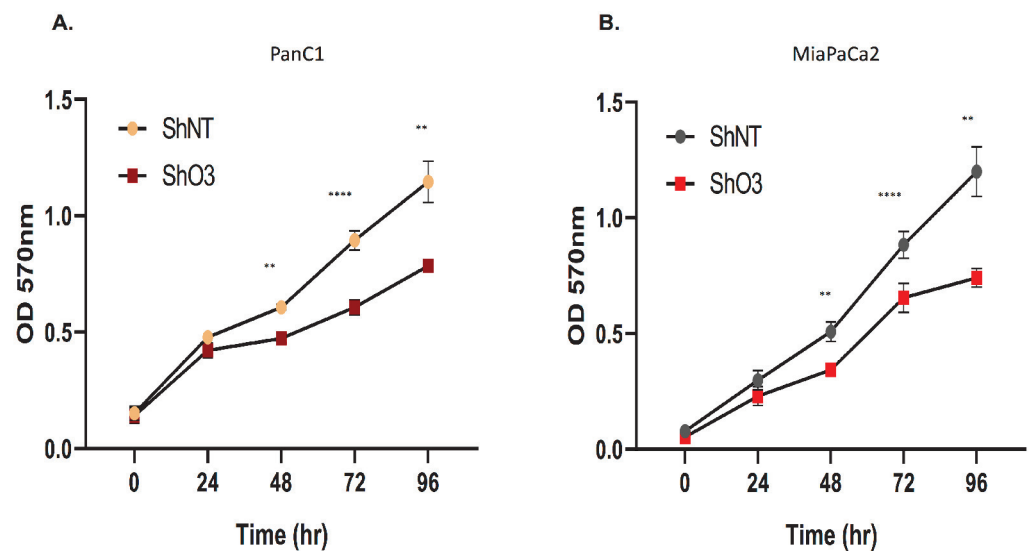 A.
PanC1
OD 570nm
1.5
1.0
0.5
0.0
ShNT
ShO3
**
****
**
0 24 48 72 96
Time (hr)
B.
MiaPaCa2
OD 570nm
1.5
1.0
0.5
0.0
ShNT
ShO3
**
****
**
0 24 48 72 96
Time (hr)